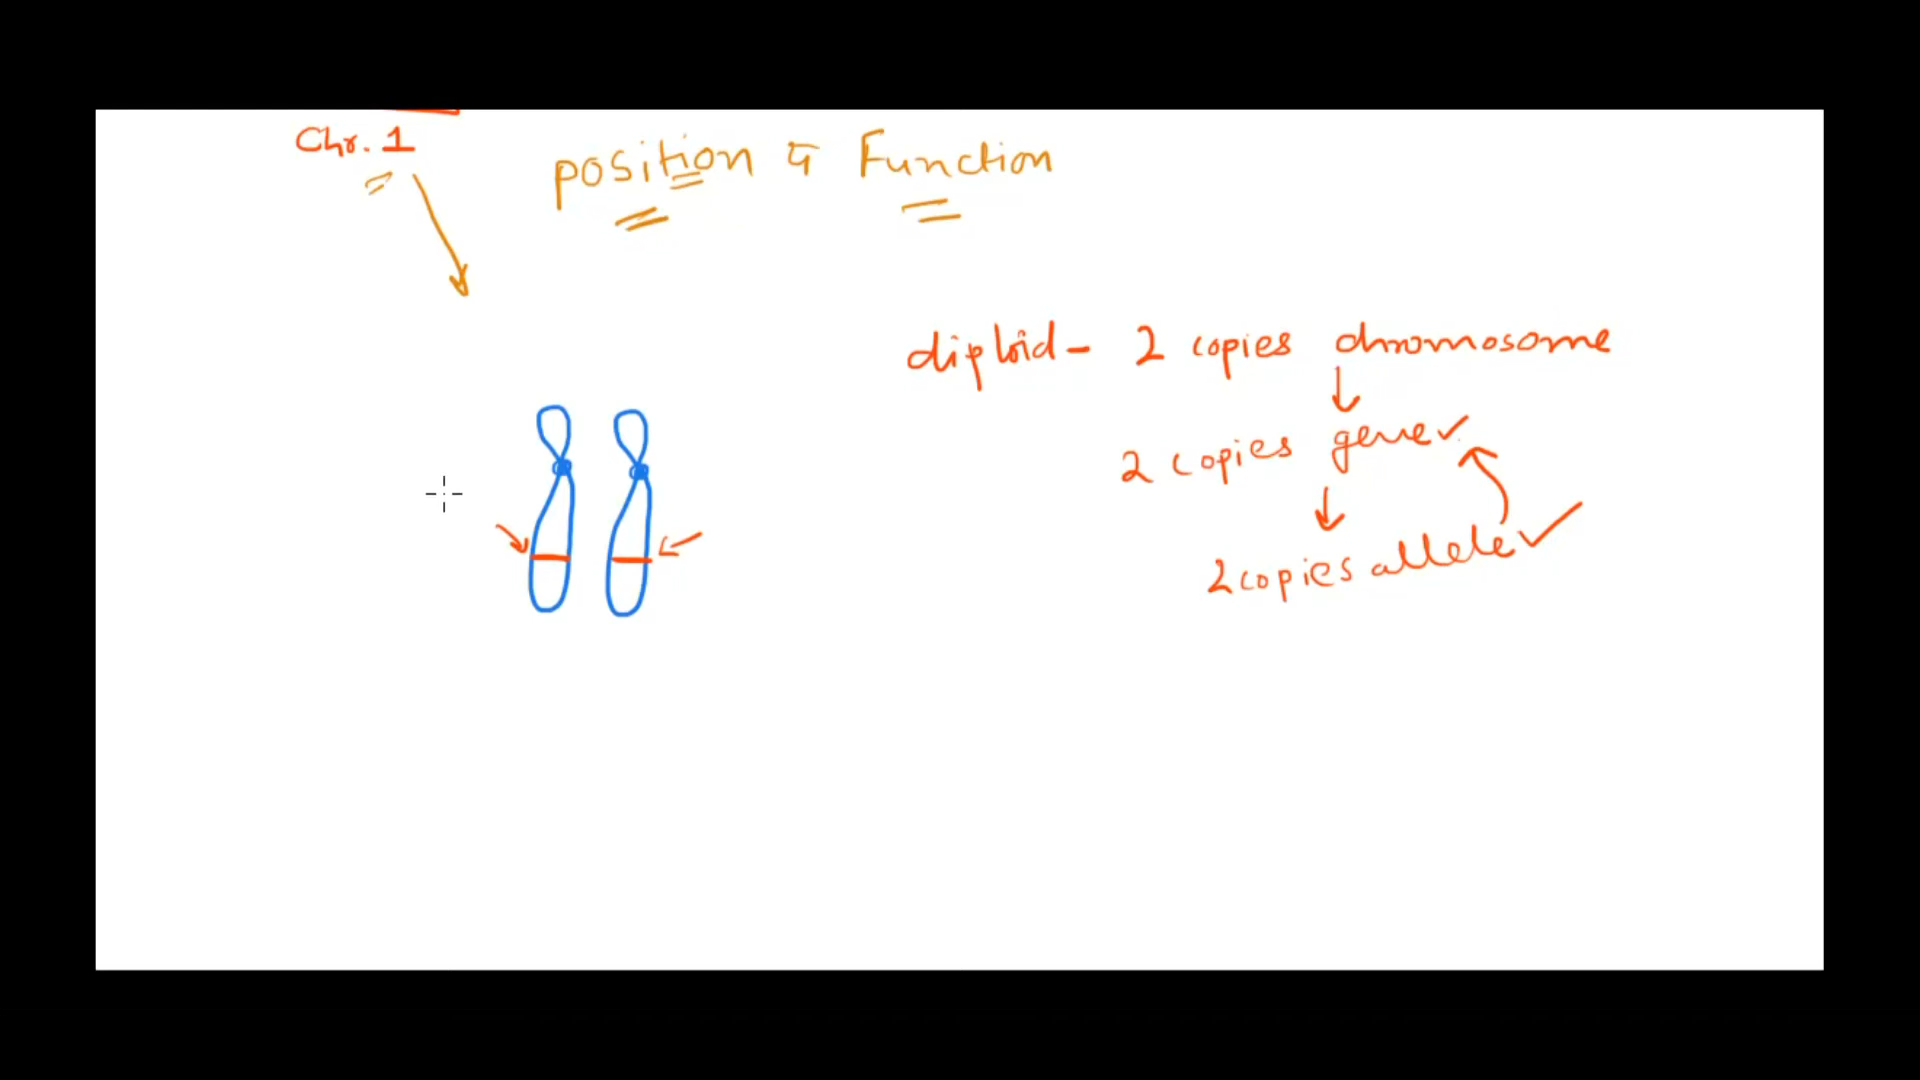 Chr. 1
position & Function
diploid - 2 copies chromosome
2 copies gene
2 copies allele